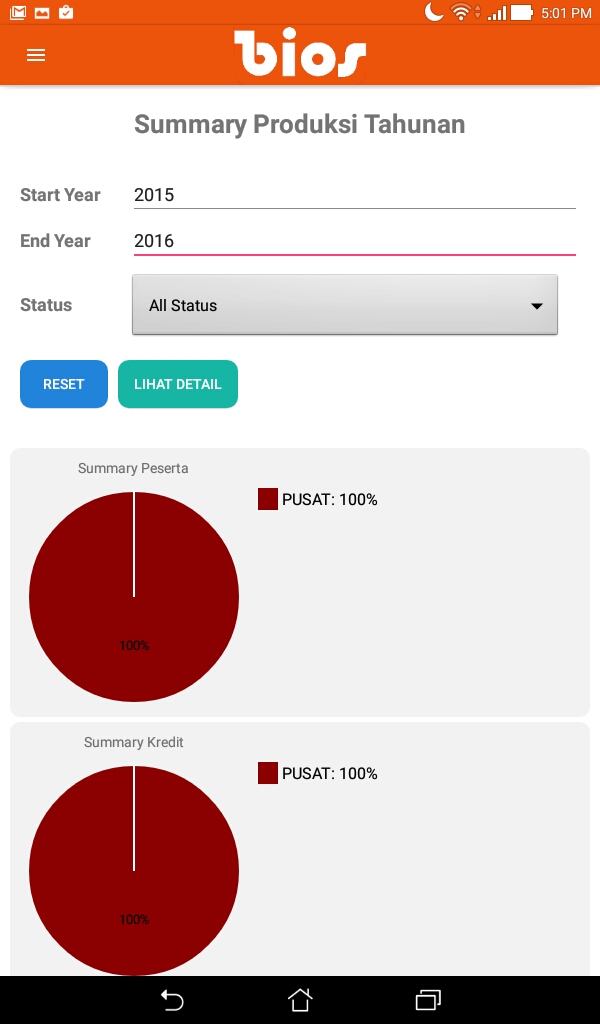 5:01 PM
bios
Summary Produksi Tahunan
Start Year 2015
End Year 2016
Status All Status
RESET LIHAT DETAIL
Summary Peserta
PUSAT: 100%
100%
Summary Kredit
PUSAT: 100%
100%